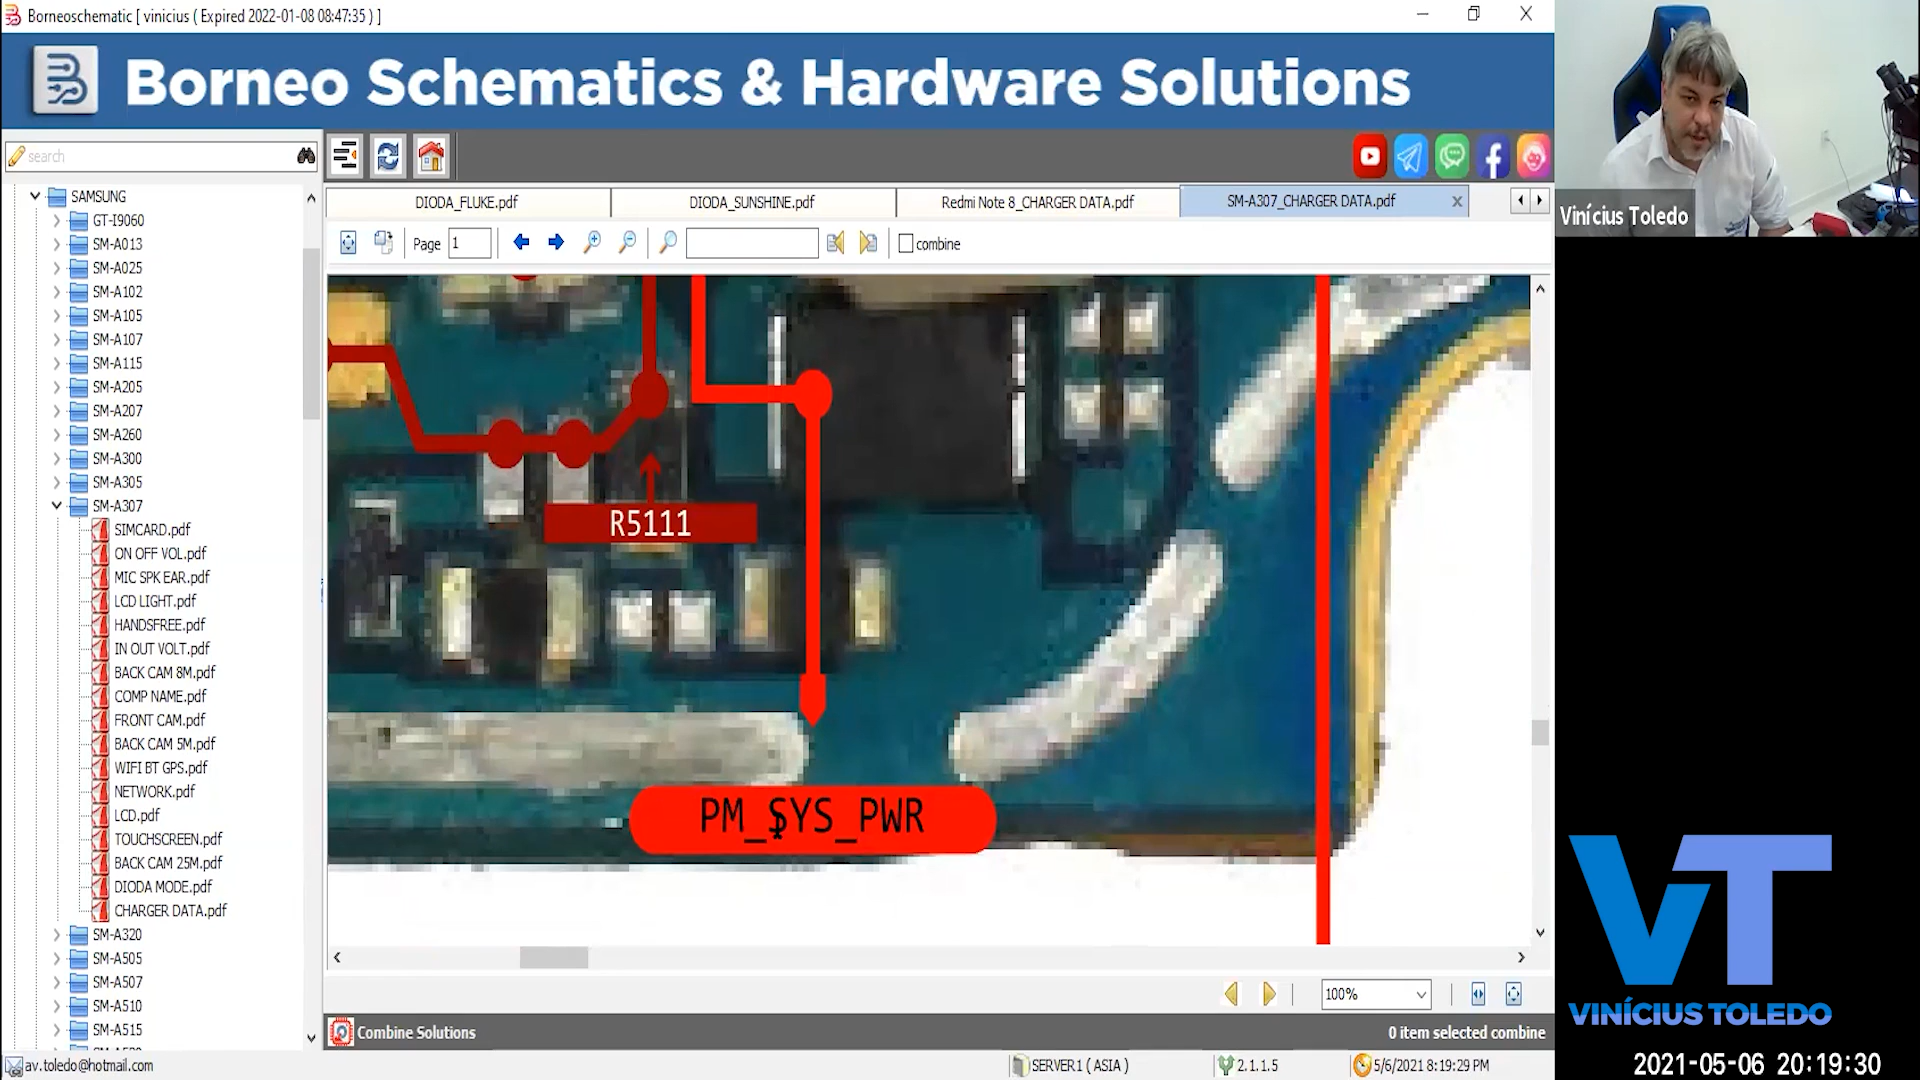 Borneoschematic [ vinicius ( Expired 2022-01-08 08:47:35 ) ]
Borneo Schematics & Hardware Solutions
search
DIODA_FLUKE.pdf
DIODA_SUNSHINE.pdf
Redmi Note 8_CHARGER DATA.pdf
SM-A307_CHARGER DATA.pdf
Page 1
combine
SAMSUNG
GT-I9060
SM-A013
SM-A025
SM-A102
SM-A105
SM-A107
SM-A115
SM-A205
SM-A207
SM-A260
SM-A300
SM-A305
SM-A307
SIMCARD.pdf
ON OFF VOL.pdf
MIC SPK EAR.pdf
LCD LIGHT.pdf
HANDSFREE.pdf
IN OUT VOLT.pdf
BACK CAM 8M.pdf
COMP NAME.pdf
FRONT CAM.pdf
BACK CAM 5M.pdf
WIFI BT GPS.pdf
NETWORK.pdf
LCD.pdf
TOUCHSCREEN.pdf
BACK CAM 25M.pdf
DIODA MODE.pdf
CHARGER DATA.pdf
SM-A320
SM-A505
SM-A507
SM-A510
SM-A515
R5111
PM_SYS_PWR
100%
Combine Solutions
0 item selected combine
av.toledo@hotmail.com
SERVER1 ( ASIA )
2.1.1.5
5/6/2021 8:19:29 PM
Vinícius Toledo
VT
VINÍCIUS TOLEDO
2021-05-06 20:19:30